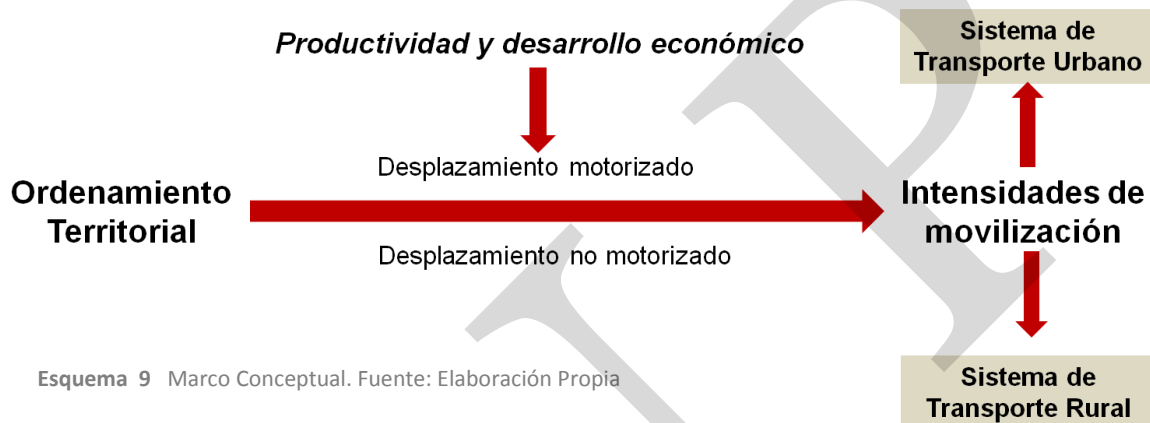 Productividad y desarrollo económico
Sistema de
Transporte Urbano
Desplazamiento motorizado
Ordenamiento
Territorial
Intensidades de
movilización
Desplazamiento no motorizado
Esquema 9 Marco Conceptual. Fuente: Elaboración Propia
Sistema de
Transporte Rural